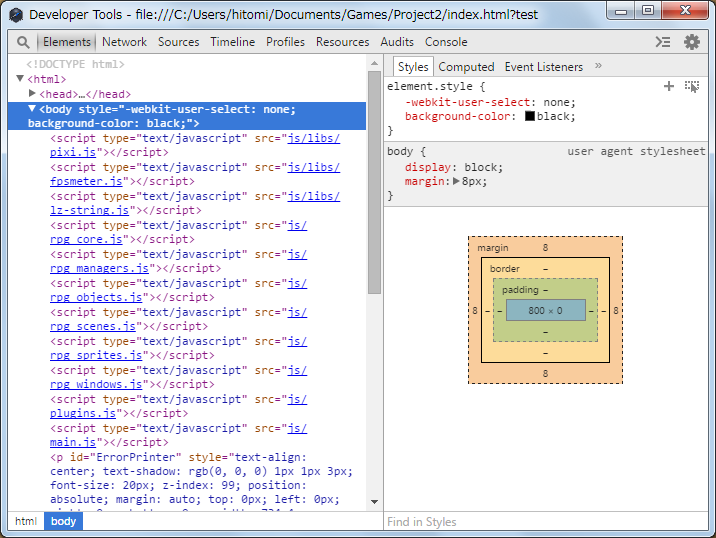 Developer Tools - file:///C:/Users/hitomi/Documents/Games/Project2/index.html?test
Elements Network Sources Timeline Profiles Resources Audits Console
<!DOCTYPE html>
<html>
<head>…</head>
<body style="-webkit-user-select: none;
background-color: black;">
<script type="text/javascript" src="js/libs/
pixi.js"></script>
<script type="text/javascript" src="js/libs/
fpsmeter.js"></script>
<script type="text/javascript" src="js/libs/
lz-string.js"></script>
<script type="text/javascript" src="js/
rpg_core.js"></script>
<script type="text/javascript" src="js/
rpg_managers.js"></script>
<script type="text/javascript" src="js/
rpg_objects.js"></script>
<script type="text/javascript" src="js/
rpg_scenes.js"></script>
<script type="text/javascript" src="js/
rpg_sprites.js"></script>
<script type="text/javascript" src="js/
rpg_windows.js"></script>
<script type="text/javascript" src="js/
plugins.js"></script>
<script type="text/javascript" src="js/
main.js"></script>
<p id="ErrorPrinter" style="text-align:
center; text-shadow: rgb(0, 0, 0) 1px 1px 3px;
font-size: 20px; z-index: 99; position:
absolute; margin: auto; top: 0px; left: 0px;
html body
Styles Computed Event Listeners »
element.style {
-webkit-user-select: none;
background-color: black;
}
body { user agent stylesheet
display: block;
margin: 8px;
}
margin 8
border –
padding –
8 – – 800 × 0 – – 8
–
–
8
Find in Styles